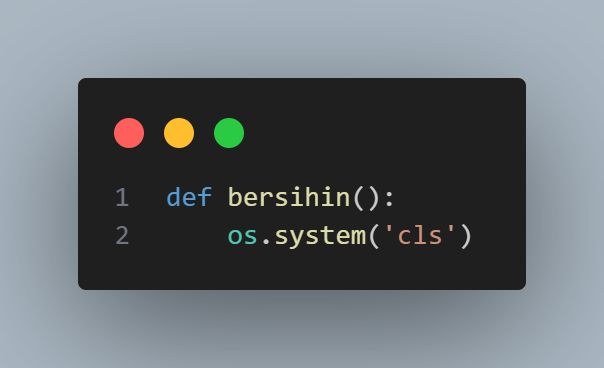 1 def bersihin():
2     os.system('cls')